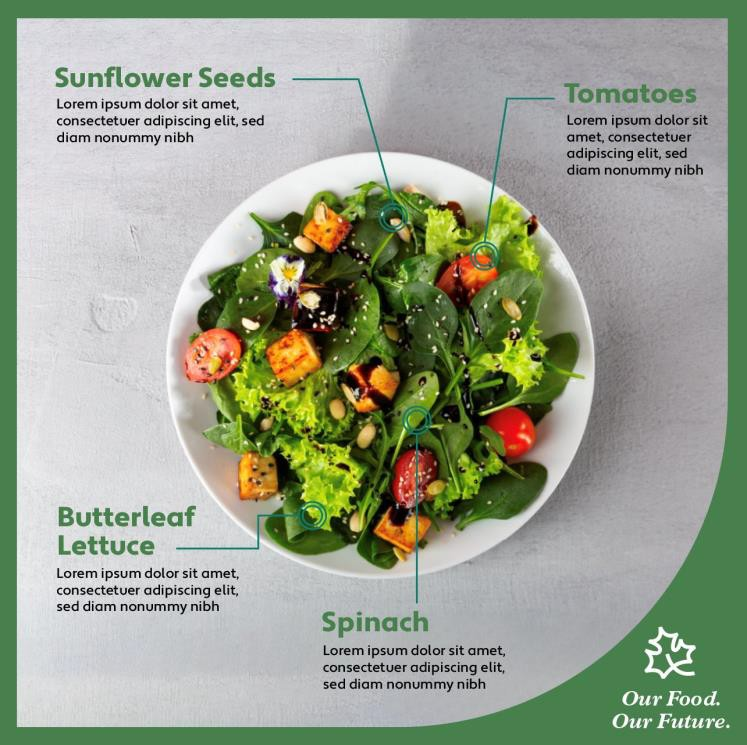 Sunflower Seeds
Lorem ipsum dolor sit amet,
consectetuer adipiscing elit, sed
diam nonummy nibh
Tomatoes
Lorem ipsum dolor sit
amet, consectetuer
adipiscing elit, sed
diam nonummy nibh
Butterleaf
Lettuce
Lorem ipsum dolor sit amet,
consectetuer adipiscing elit,
sed diam nonummy nibh
Spinach
Lorem ipsum dolor sit amet,
consectetuer adipiscing elit,
sed diam nonummy nibh
Our Food.
Our Future.